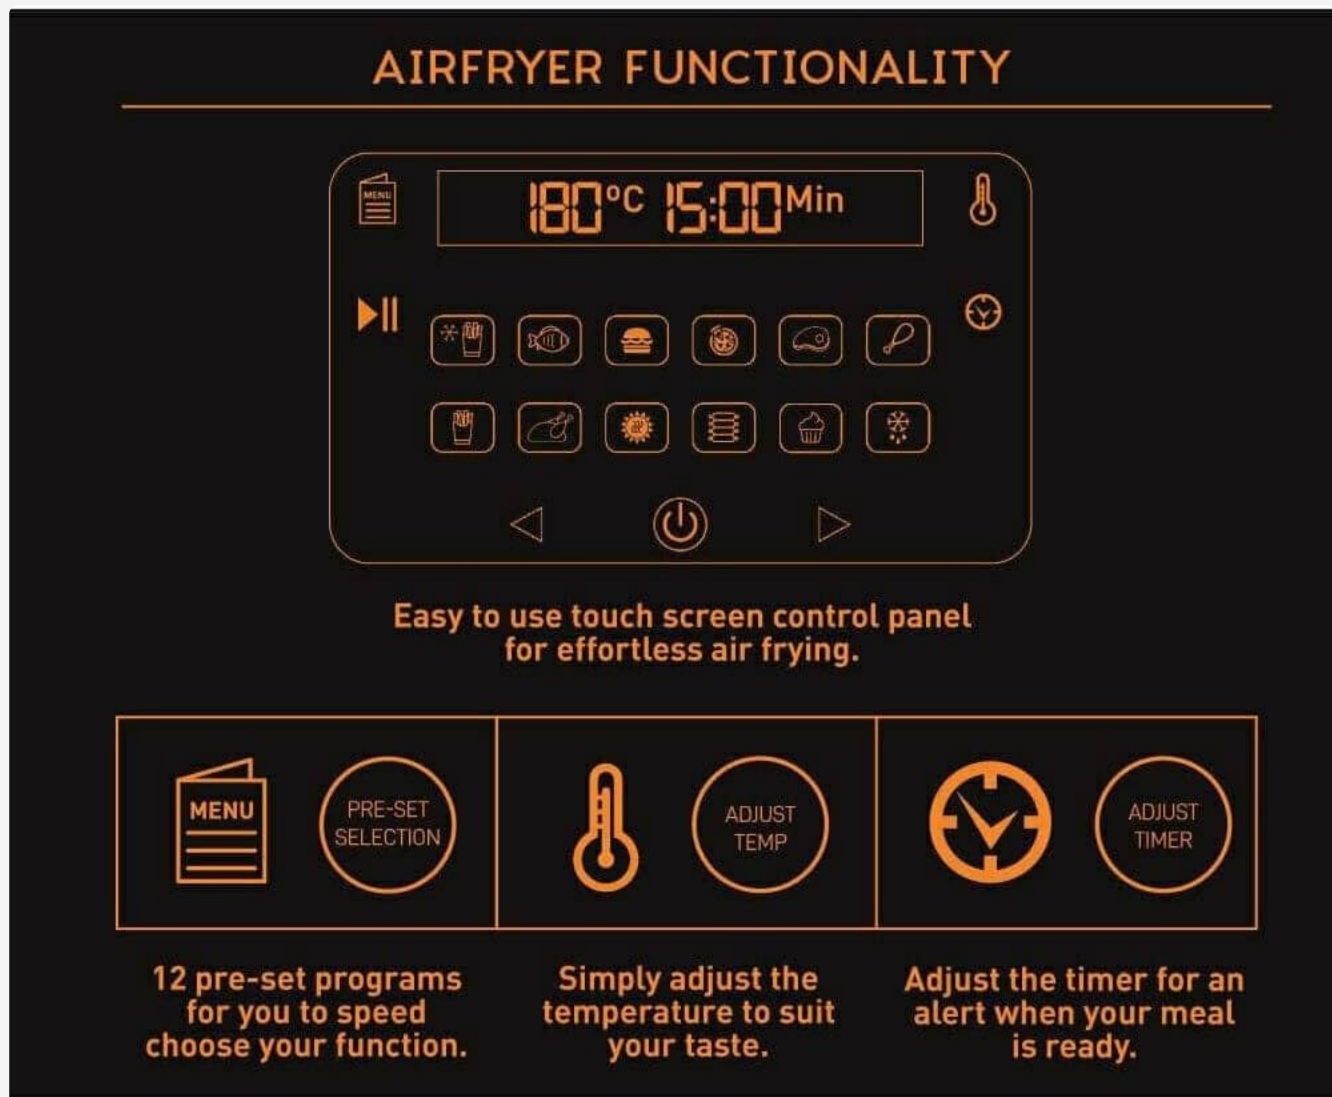 AIRFRYER FUNCTIONALITY
MENU
180°C 15:00Min
Easy to use touch screen control panel
for effortless air frying.
MENU
PRE-SET
SELECTION
ADJUST
TEMP
ADJUST
TIMER
12 pre-set programs
for you to speed
choose your function.
Simply adjust the
temperature to suit
your taste.
Adjust the timer for an
alert when your meal
is ready.